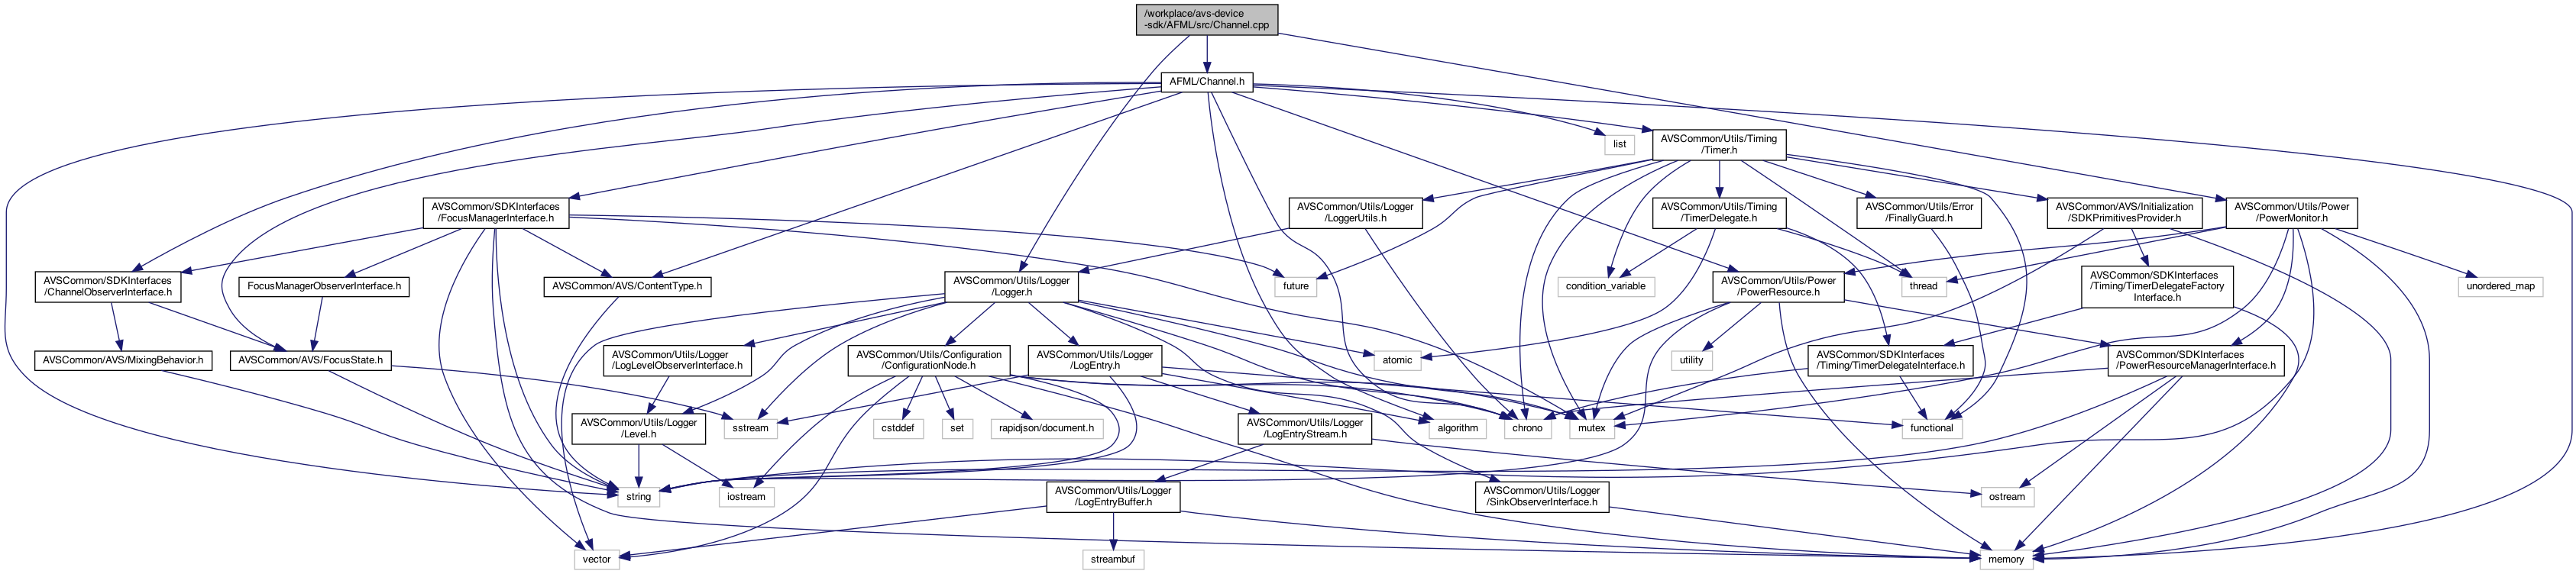 /workplace/avs-device
-sdk/AFML/src/Channel.cpp
AFML/Channel.h
AVSCommon/Utils/Timing
/Timer.h
list
AVSCommon/SDKInterfaces
/FocusManagerInterface.h
AVSCommon/Utils/Logger
/LoggerUtils.h
AVSCommon/Utils/Timing
/TimerDelegate.h
AVSCommon/Utils/Error
/FinallyGuard.h
AVSCommon/AVS/Initialization
/SDKPrimitivesProvider.h
AVSCommon/Utils/Power
/PowerMonitor.h
AVSCommon/SDKInterfaces
/ChannelObserverInterface.h
FocusManagerObserverInterface.h
AVSCommon/AVS/ContentType.h
AVSCommon/Utils/Logger
/Logger.h
future
condition_variable
AVSCommon/Utils/Power
/PowerResource.h
thread
AVSCommon/SDKInterfaces
/Timing/TimerDelegateFactory
Interface.h
unordered_map
AVSCommon/AVS/MixingBehavior.h
AVSCommon/AVS/FocusState.h
AVSCommon/Utils/Logger
/LogLevelObserverInterface.h
AVSCommon/Utils/Configuration
/ConfigurationNode.h
AVSCommon/Utils/Logger
/LogEntry.h
atomic
utility
AVSCommon/SDKInterfaces
/Timing/TimerDelegateInterface.h
AVSCommon/SDKInterfaces
/PowerResourceManagerInterface.h
AVSCommon/Utils/Logger
/Level.h
sstream
cstddef
set
rapidjson/document.h
AVSCommon/Utils/Logger
/LogEntryStream.h
algorithm
chrono
mutex
functional
string
iostream
AVSCommon/Utils/Logger
/LogEntryBuffer.h
AVSCommon/Utils/Logger
/SinkObserverInterface.h
ostream
vector
streambuf
memory